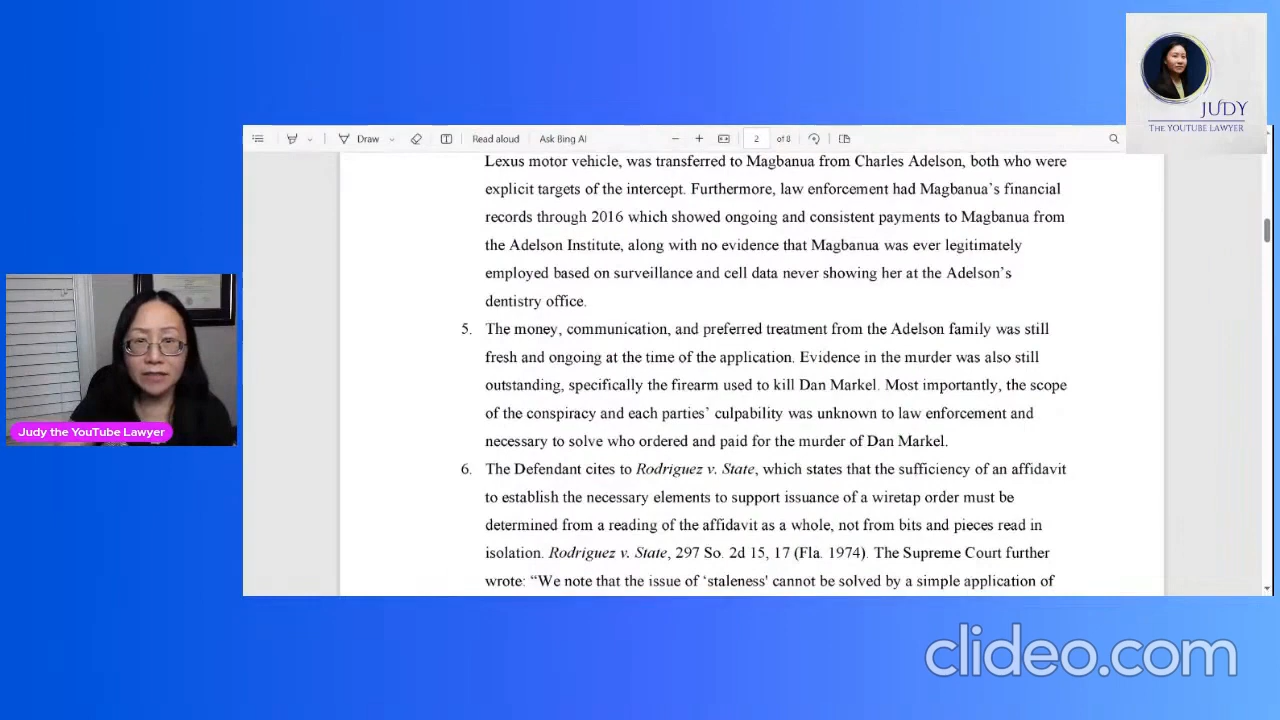 JUDY
THE YOUTUBE LAWYER
Draw
Read aloud
Ask Bing AI
2
of 8
Lexus motor vehicle, was transferred to Magbanua from Charles Adelson, both who were
explicit targets of the intercept. Furthermore, law enforcement had Magbanua’s financial
records through 2016 which showed ongoing and consistent payments to Magbanua from
the Adelson Institute, along with no evidence that Magbanua was ever legitimately
employed based on surveillance and cell data never showing her at the Adelson’s
dentistry office.
5. The money, communication, and preferred treatment from the Adelson family was still
fresh and ongoing at the time of the application. Evidence in the murder was also still
outstanding, specifically the firearm used to kill Dan Markel. Most importantly, the scope
of the conspiracy and each parties’ culpability was unknown to law enforcement and
necessary to solve who ordered and paid for the murder of Dan Markel.
6. The Defendant cites to Rodriguez v. State, which states that the sufficiency of an affidavit
to establish the necessary elements to support issuance of a wiretap order must be
determined from a reading of the affidavit as a whole, not from bits and pieces read in
isolation. Rodriguez v. State, 297 So. 2d 15, 17 (Fla. 1974). The Supreme Court further
wrote: “We note that the issue of ‘staleness' cannot be solved by a simple application of
Judy the YouTube Lawyer
clideo.com